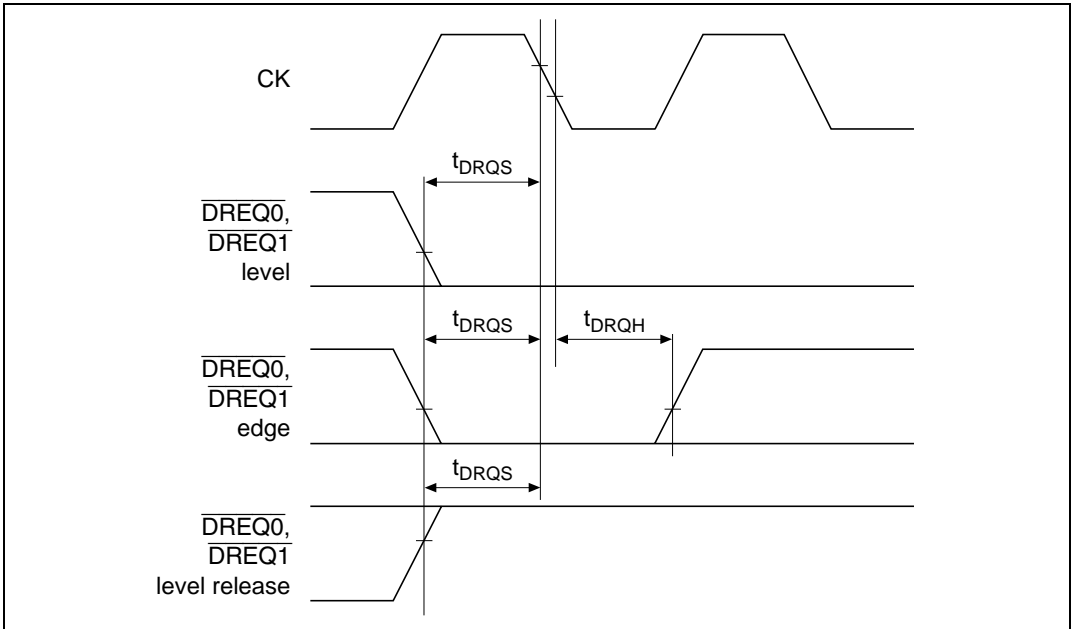 CK
tDRQS
DREQ0,
DREQ1
level
tDRQS
tDRQH
DREQ0,
DREQ1
edge
tDRQS
DREQ0,
DREQ1
level release